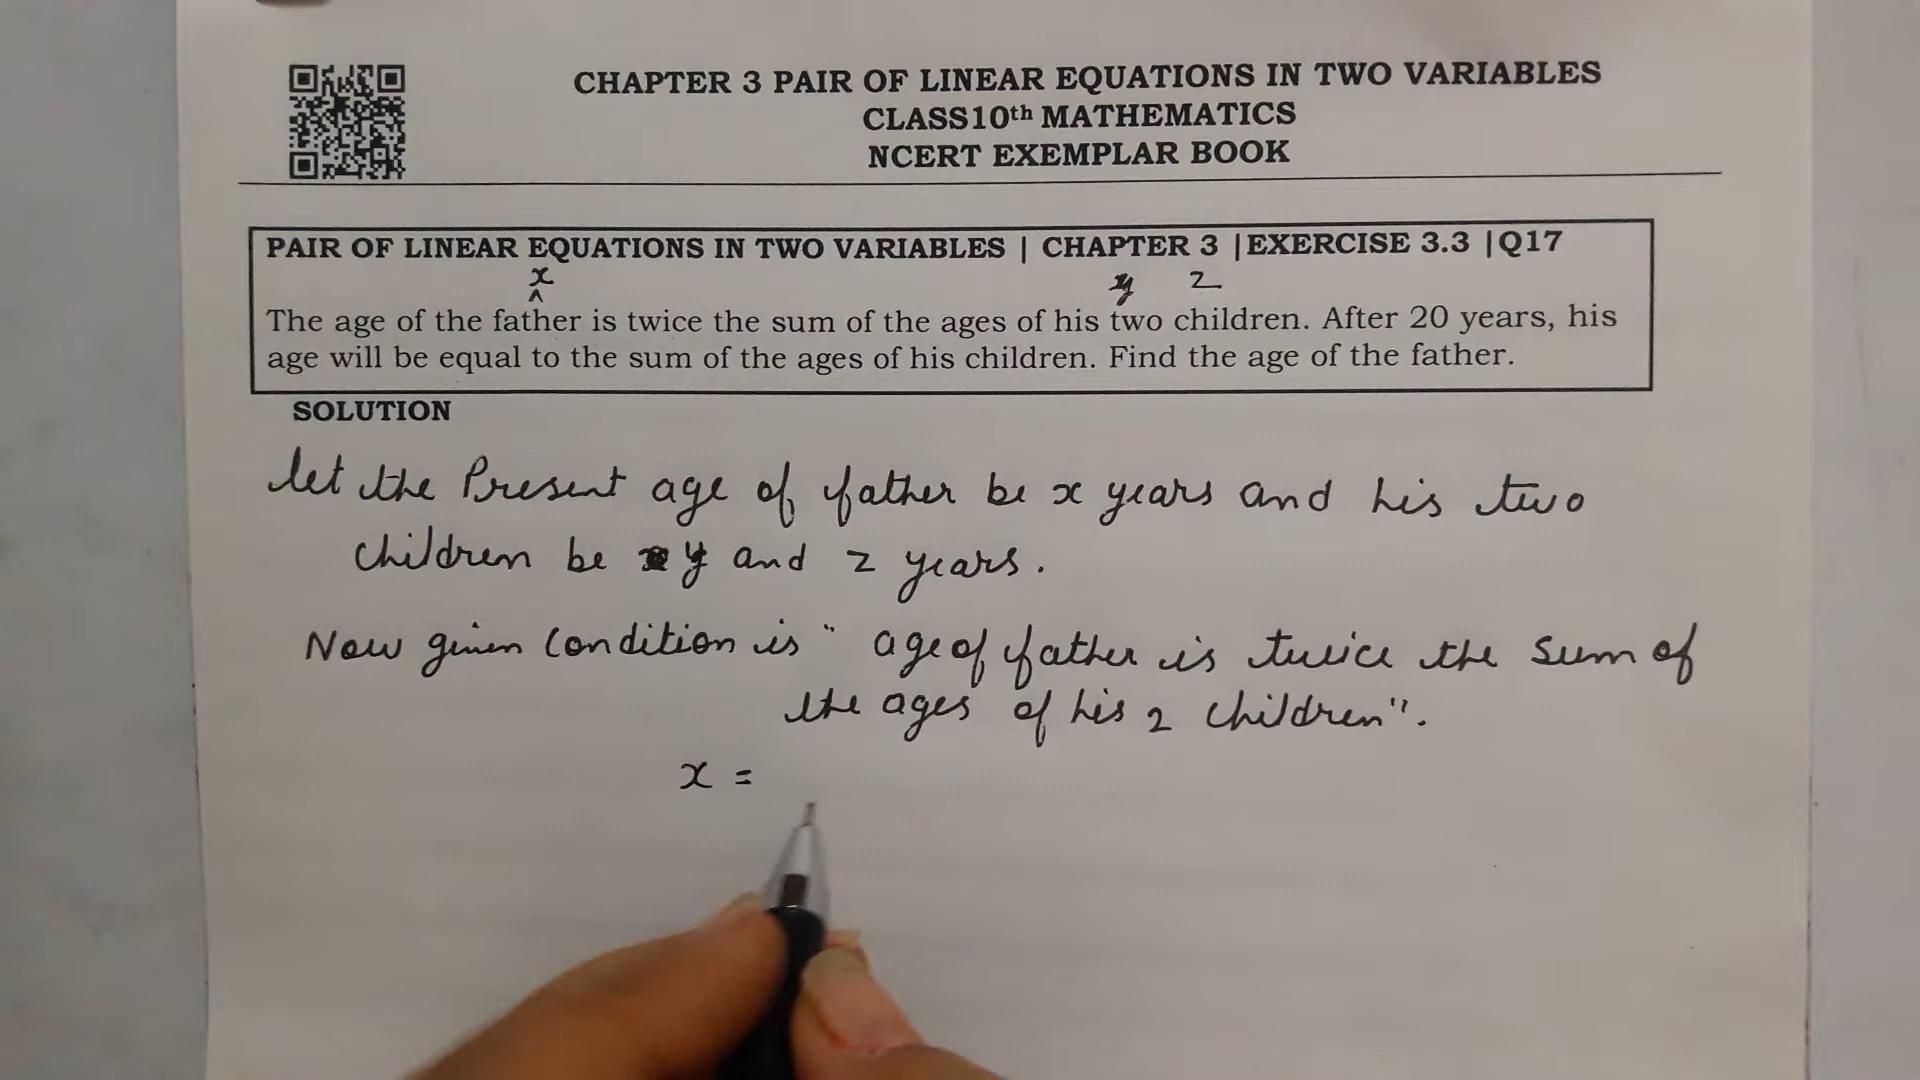 CHAPTER 3 PAIR OF LINEAR EQUATIONS IN TWO VARIABLES
CLASS10th MATHEMATICS
NCERT EXEMPLAR BOOK
PAIR OF LINEAR EQUATIONS IN TWO VARIABLES | CHAPTER 3 |EXERCISE 3.3 |Q17
x y z
^
The age of the father is twice the sum of the ages of his two children. After 20 years, his
age will be equal to the sum of the ages of his children. Find the age of the father.
SOLUTION
let the Present age of father be x years and his two
children be y and z years.
Now given condition is " age of father is twice the sum of
the ages of his 2 children".
x =